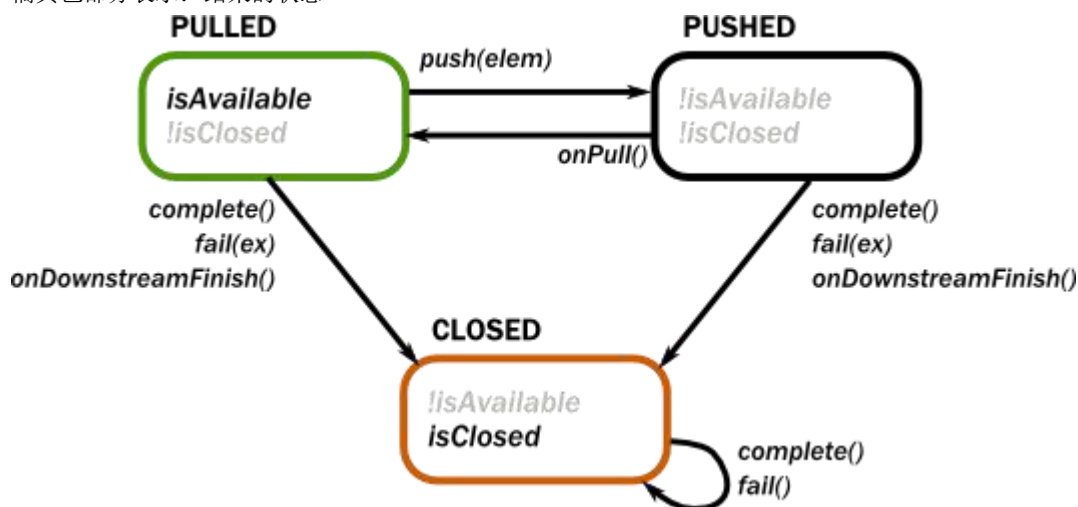 PULLED
PUSHED
push(elem)
isAvailable
!isClosed
!isAvailable
!isClosed
onPull()
complete()
fail(ex)
onDownstreamFinish()
complete()
fail(ex)
onDownstreamFinish()
CLOSED
!isAvailable
isClosed
complete()
fail()